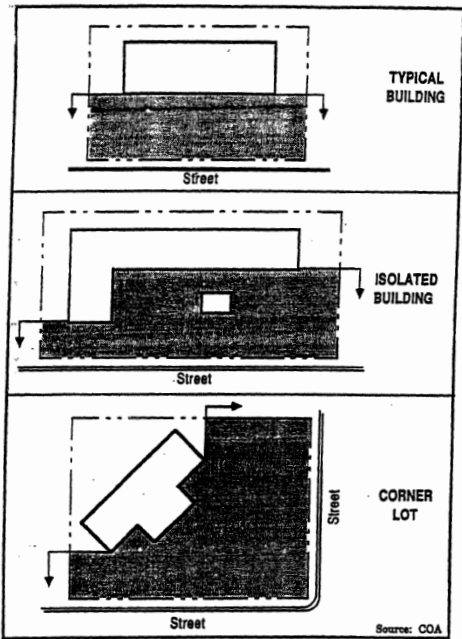 TYPICAL
BUILDING
Street
ISOLATED
BUILDING
Street
CORNER
LOT
Street
Street
Source: COA